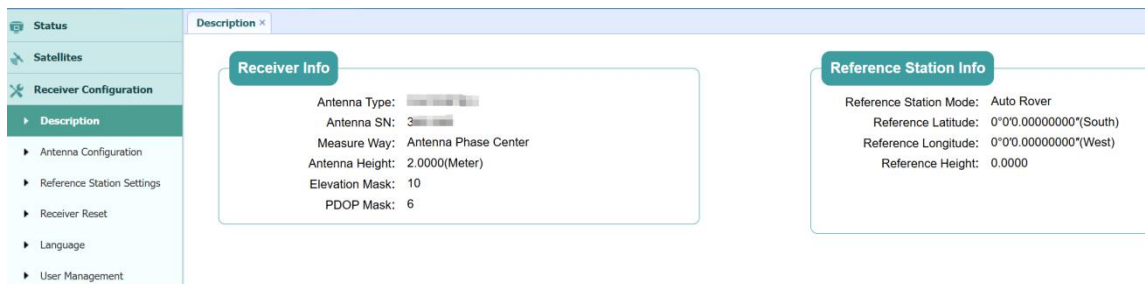 Status
Satellites
Receiver Configuration
Description
Antenna Configuration
Reference Station Settings
Receiver Reset
Language
User Management
Description ×
Receiver Info
Antenna Type:
Antenna SN: 3
Measure Way: Antenna Phase Center
Antenna Height: 2.0000(Meter)
Elevation Mask: 10
PDOP Mask: 6
Reference Station Info
Reference Station Mode: Auto Rover
Reference Latitude: 0°0'0.00000000"(South)
Reference Longitude: 0°0'0.00000000"(West)
Reference Height: 0.0000